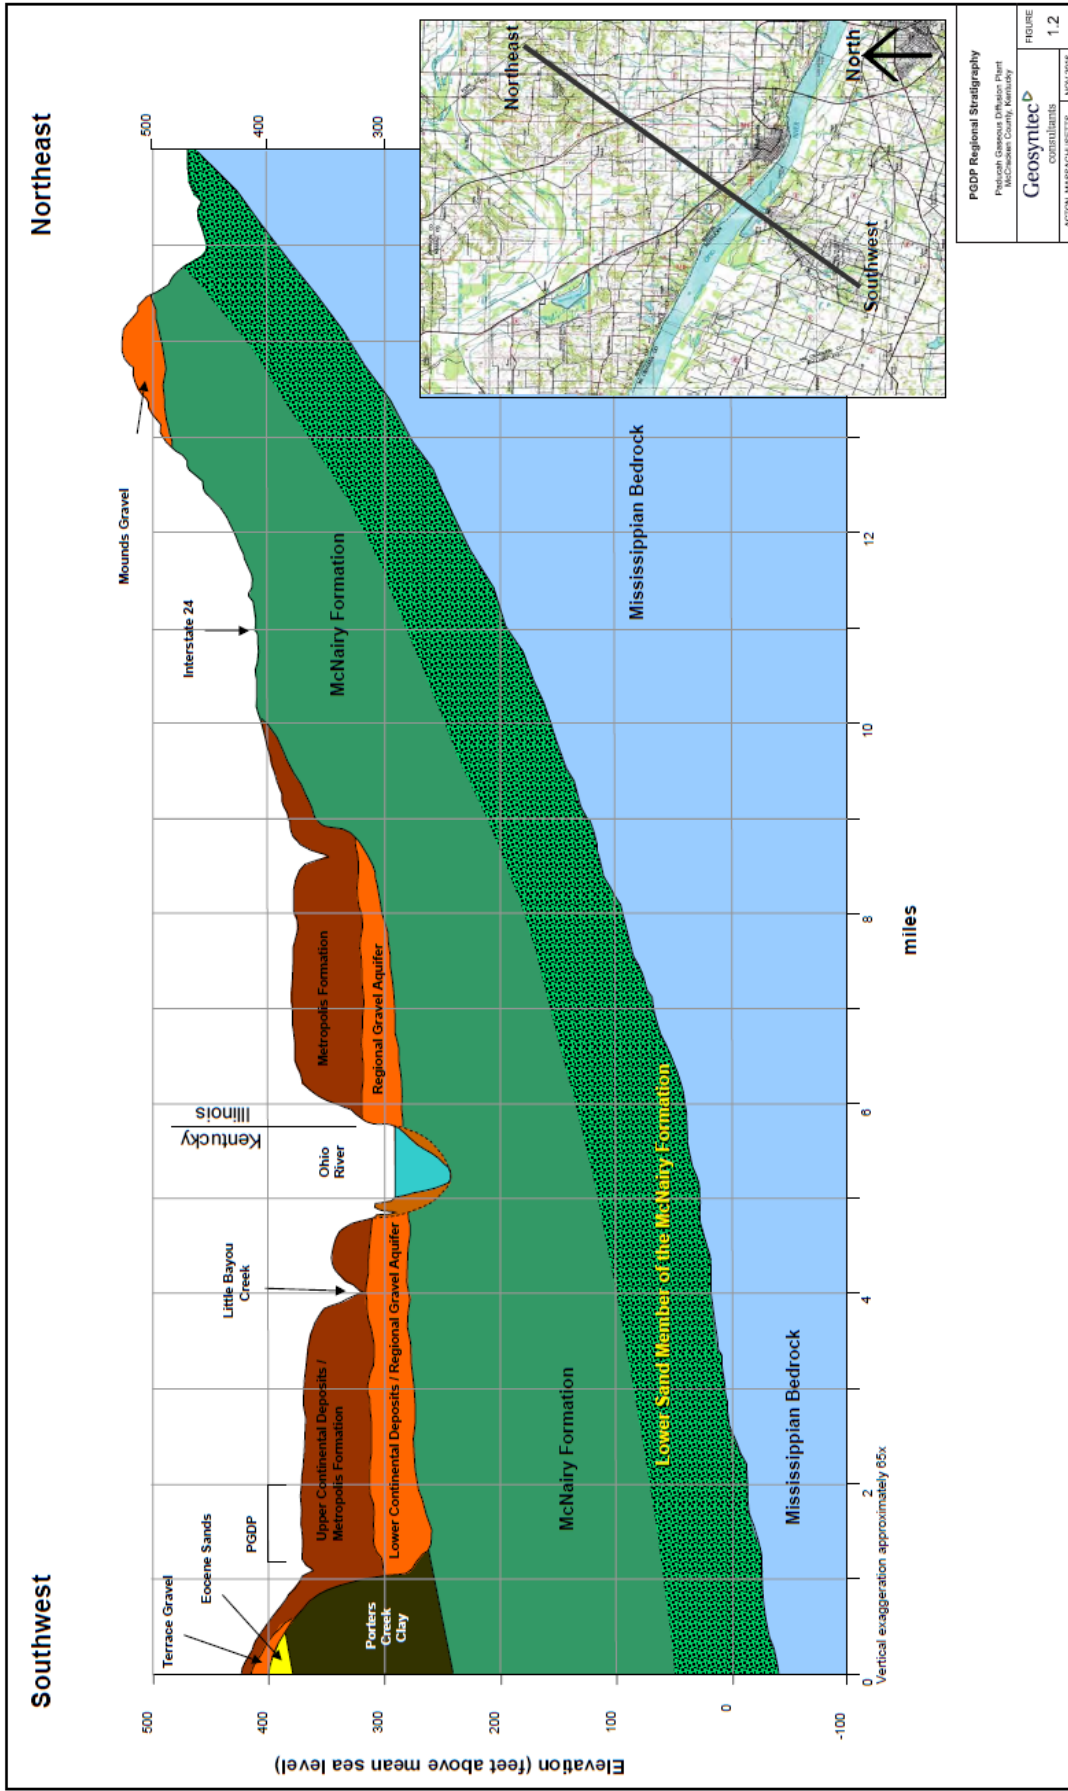 Southwest
Northeast
500
400
300
200
100
0
-100
Elevation (feet above mean sea level)
500
400
300
Terrace Gravel
Eocene Sands
PGDP
Little Bayou
Creek
Ohio
River
Kentucky
Illinois
Interstate 24
Mounds Gravel
Upper Continental Deposits /
Metropolis Formation
Lower Continental Deposits / Regional Gravel Aquifer
Porters
Creek
Clay
Metropolis Formation
Regional Gravel Aquifer
McNairy Formation
McNairy Formation
Lower Sand Member of the McNairy Formation
Mississippian Bedrock
Mississippian Bedrock
0
2
4
6
8
10
12
miles
Vertical exaggeration approximately 65x
Northeast
Southwest
North
PGDP Regional Stratigraphy
Paducah Gaseous Diffusion Plant
McCracken County, Kentucky
Geosyntec
consultants
FIGURE
1.2
ACTON, MASSACHUSETTS